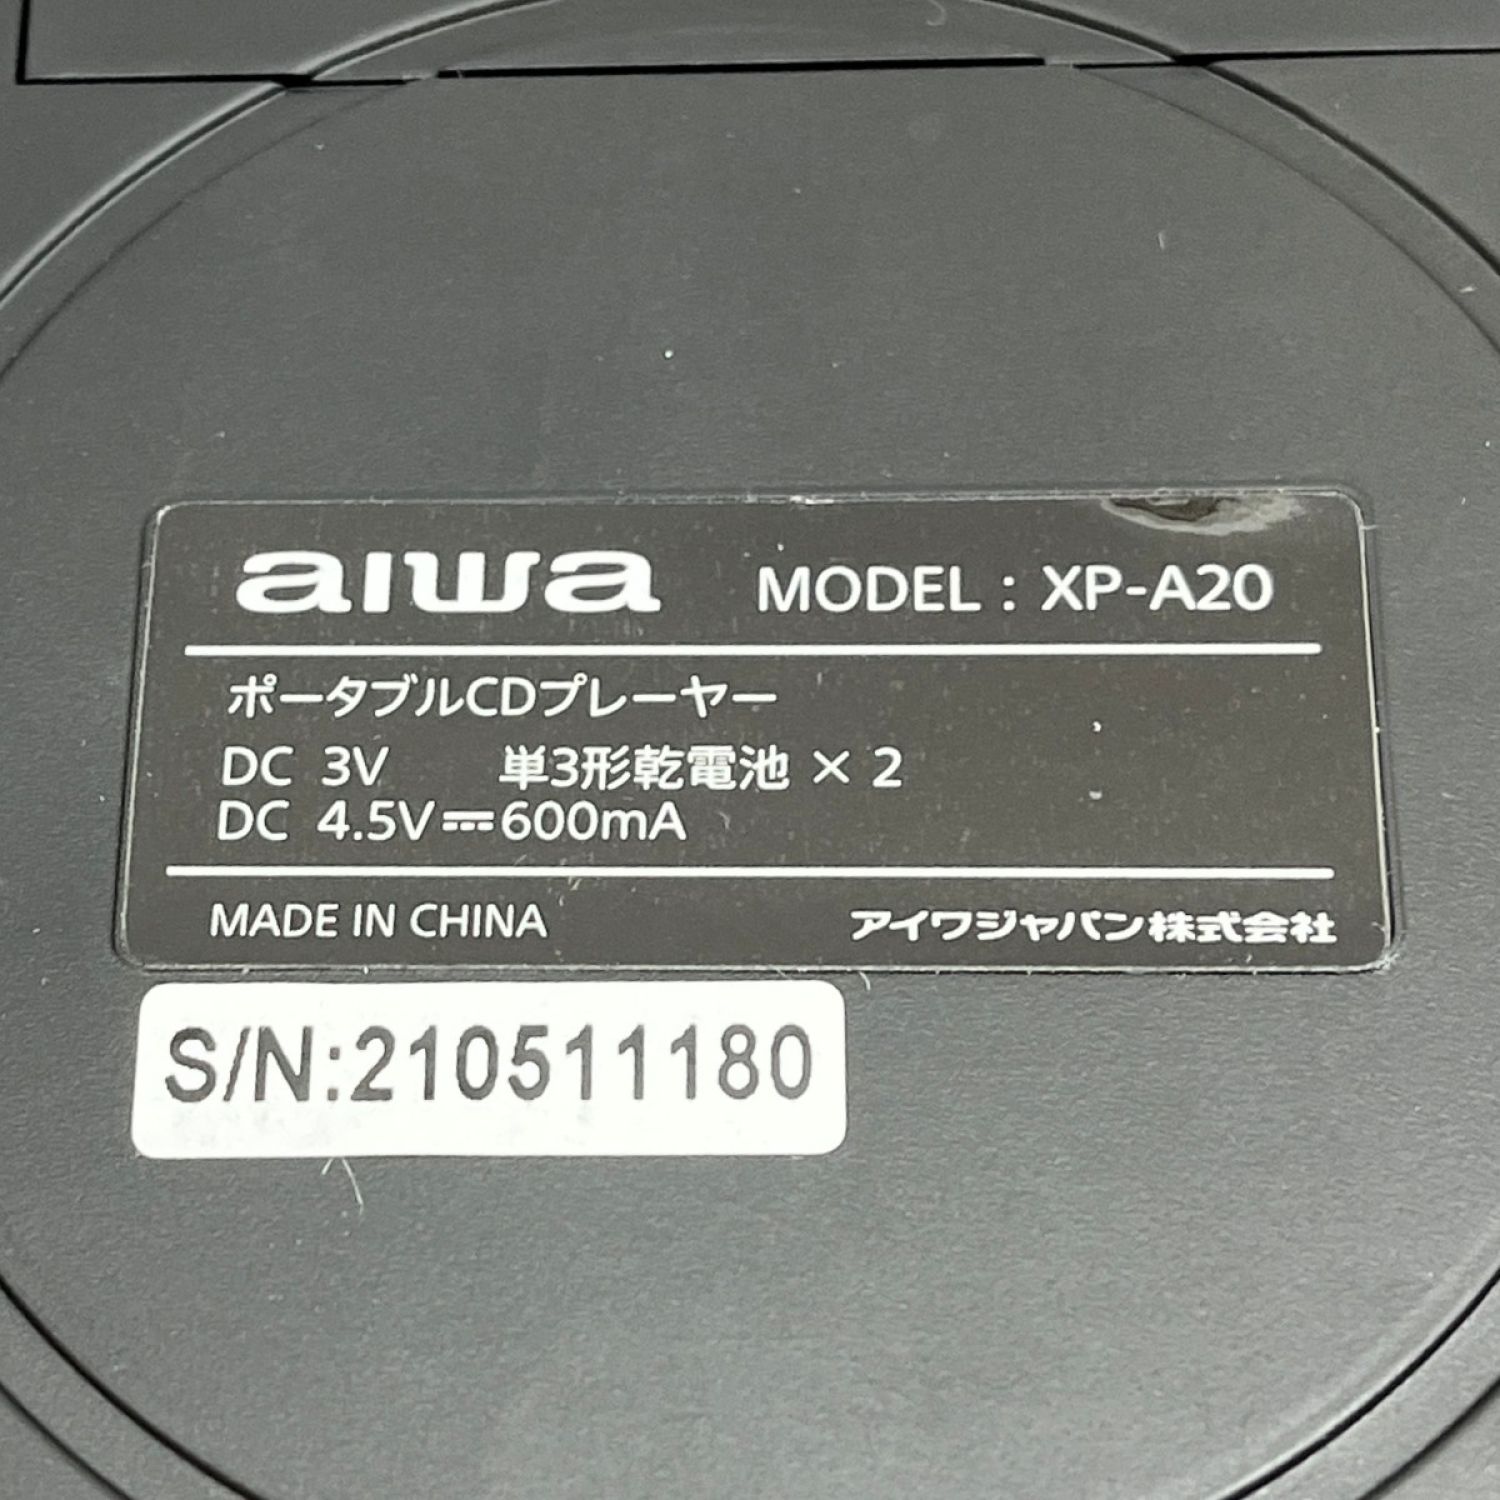 aiwa MODEL : XP-A20
ポータブルCDプレーヤー
DC 3V 単3形乾電池 × 2
DC 4.5V⎓600mA
MADE IN CHINA アイワジャパン株式会社
S/N:210511180